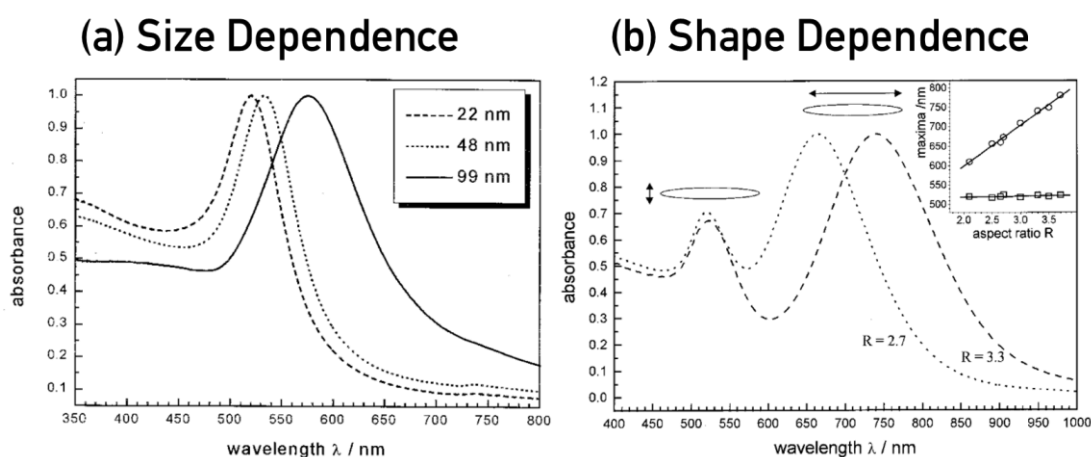 (a) Size Dependence
1.0
0.9
0.8
0.7
0.6
0.5
0.4
0.3
0.2
0.1
absorbance
22 nm
48 nm
99 nm
350 400 450 500 550 600 650 700 750 800
wavelength λ / nm
(b) Shape Dependence
1.2
1.1
1.0
0.9
0.8
0.7
0.6
0.5
0.4
0.3
0.2
0.1
0.0
absorbance
800
750
700
650
600
550
500
maxima /nm
2.0 2.5 3.0 3.5
aspect ratio R
R = 2.7
R = 3.3
400 450 500 550 600 650 700 750 800 850 900 950 1000
wavelength λ / nm